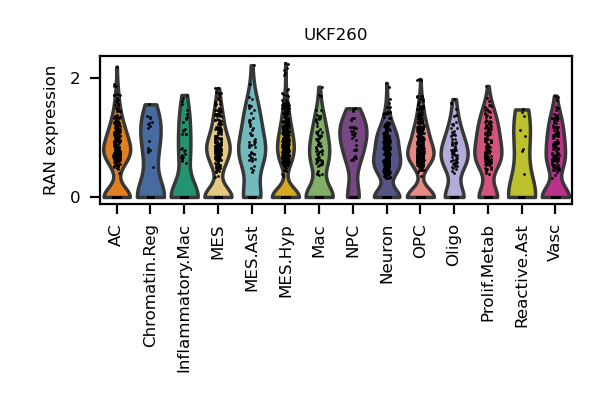 UKF260
RAN expression
2
0
AC
Chromatin.Reg
Inflammatory.Mac
MES
MES.Ast
MES.Hyp
Mac
NPC
Neuron
OPC
Oligo
Prolif.Metab
Reactive.Ast
Vasc